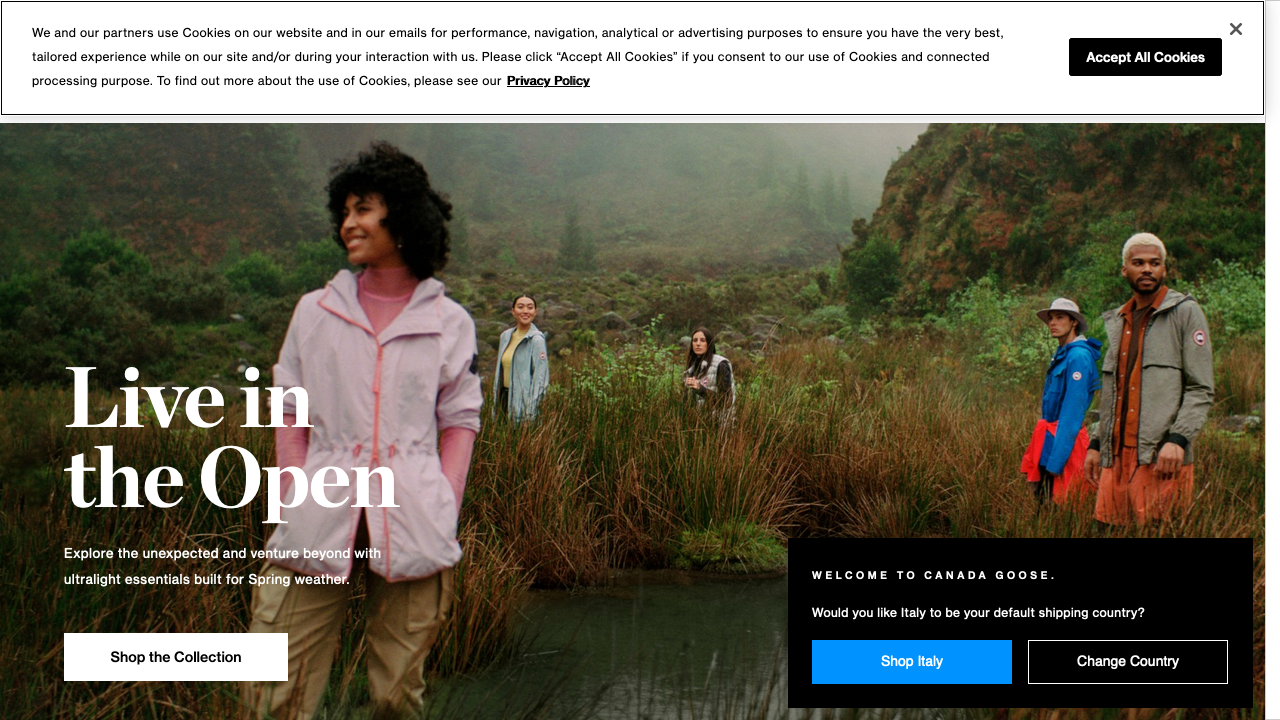 We and our partners use Cookies on our website and in our emails for performance, navigation, analytical or advertising purposes to ensure you have the very best,
tailored experience while on our site and/or during your interaction with us. Please click “Accept All Cookies” if you consent to our use of Cookies and connected
processing purpose. To find out more about the use of Cookies, please see our Privacy Policy
Accept All Cookies
Live in
the Open
Explore the unexpected and venture beyond with
ultralight essentials built for Spring weather.
Shop the Collection
WELCOME TO CANADA GOOSE.
Would you like Italy to be your default shipping country?
Shop Italy
Change Country